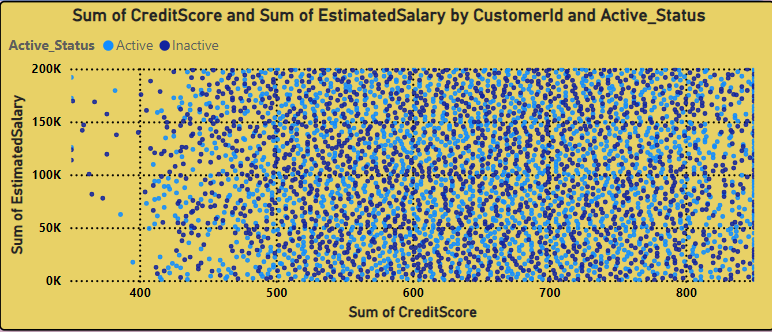 Sum of CreditScore and Sum of EstimatedSalary by CustomerId and Active_Status
Active_Status Active Inactive
Sum of EstimatedSalary
200K
150K
100K
50K
0K
400 500 600 700 800
Sum of CreditScore